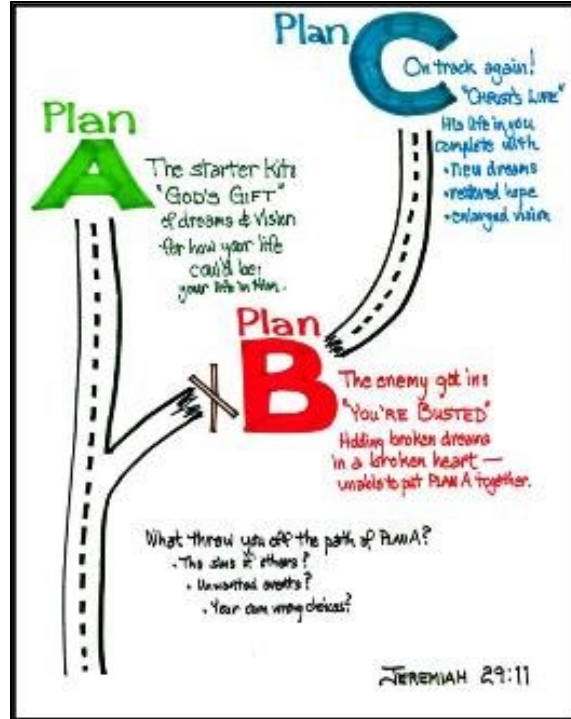 Plan A
The starter kit:
"GOD'S GIFT"
of dreams & vision
for how your life
could be:
your life in Him.
Plan B
The enemy got in:
"YOU'RE BUSTED"
Holding broken dreams
in a broken heart —
unable to put PLAN A together.
Plan C
On track again!
"CHRIST'S LIFE"
His life in you
complete with
• new dreams
• restored hope
• enlarged vision
What threw you off the path of PLAN A?
• The sins of others?
• Unwanted events?
• Your own wrong choices?
JEREMIAH 29:11